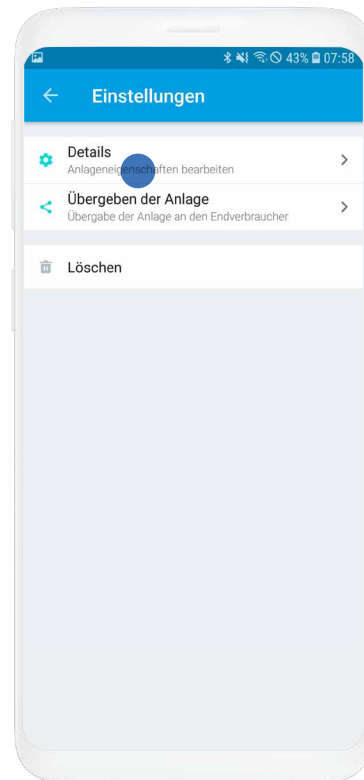 43% 07:58
Einstellungen
Details
Anlageneigenschaften bearbeiten
Übergeben der Anlage
Übergabe der Anlage an den Endverbraucher
Löschen